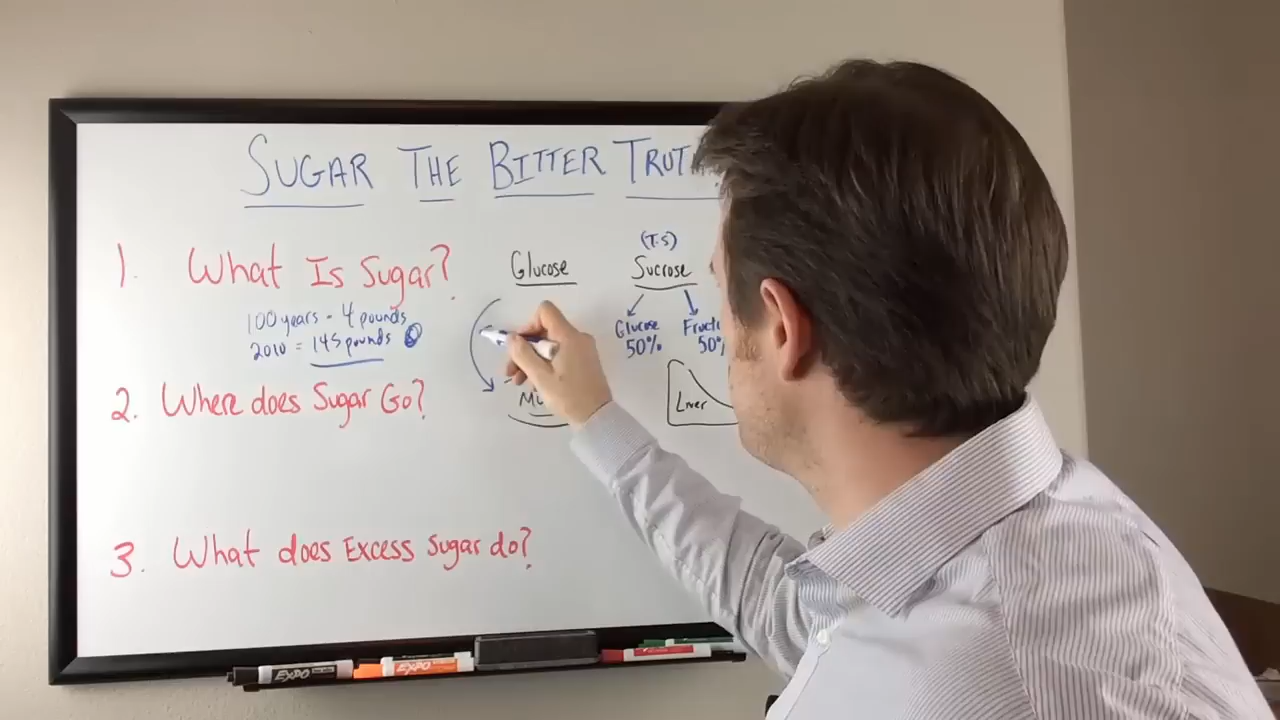 SUGAR THE BITTER
1. What Is Sugar?
100 years - 4 pounds
2010 = 145 pounds
Glucose
(T.S)
Sucrose
Glucose
50%
50%
Liver
2. Where does Sugar Go?
3. What does Excess Sugar do?
EXPO
EXPO